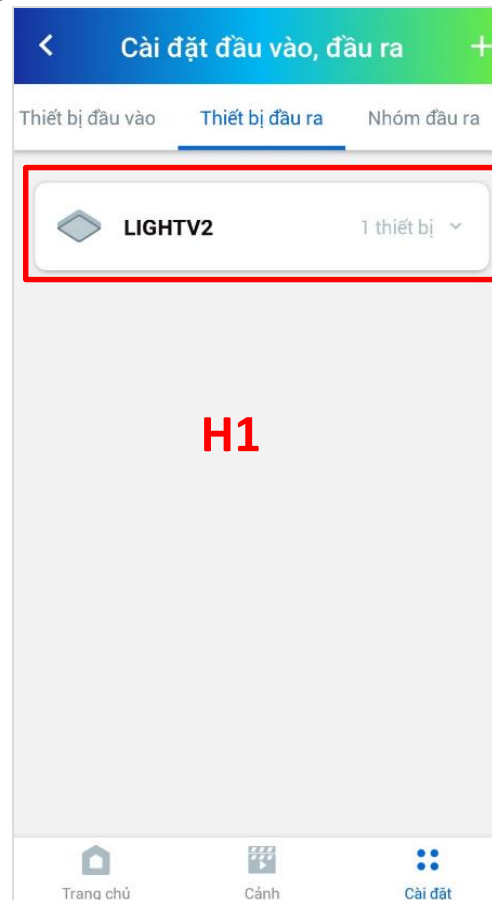 Cài đặt đầu vào, đầu ra +
Thiết bị đầu vào Thiết bị đầu ra Nhóm đầu ra
LIGHTV2 1 thiết bị
H1
Trang chủ Cảnh Cài đặt